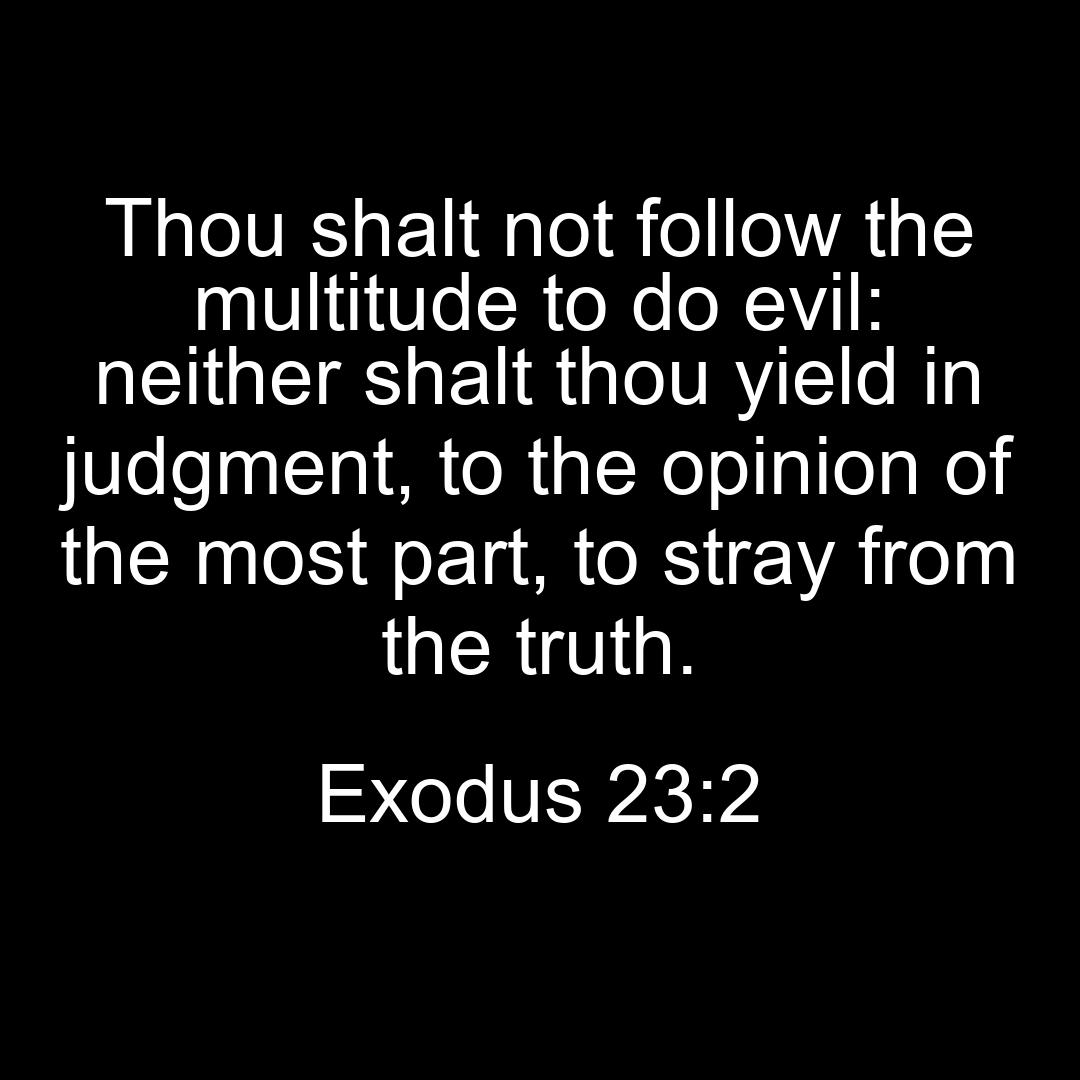 Thou shalt not follow the
multitude to do evil:
neither shalt thou yield in
judgment, to the opinion of
the most part, to stray from
the truth.
Exodus 23:2